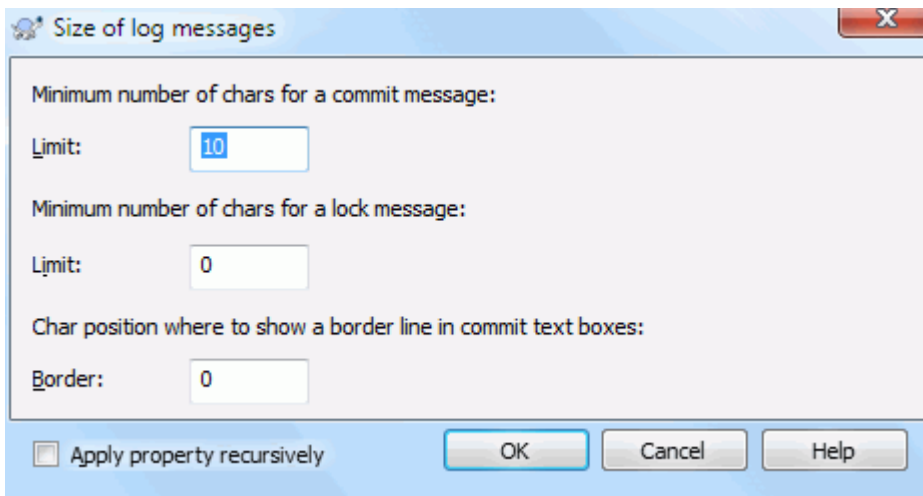 Size of log messages
Minimum number of chars for a commit message:
Limit: 10
Minimum number of chars for a lock message:
Limit: 0
Char position where to show a border line in commit text boxes:
Border: 0
Apply property recursively OK Cancel Help